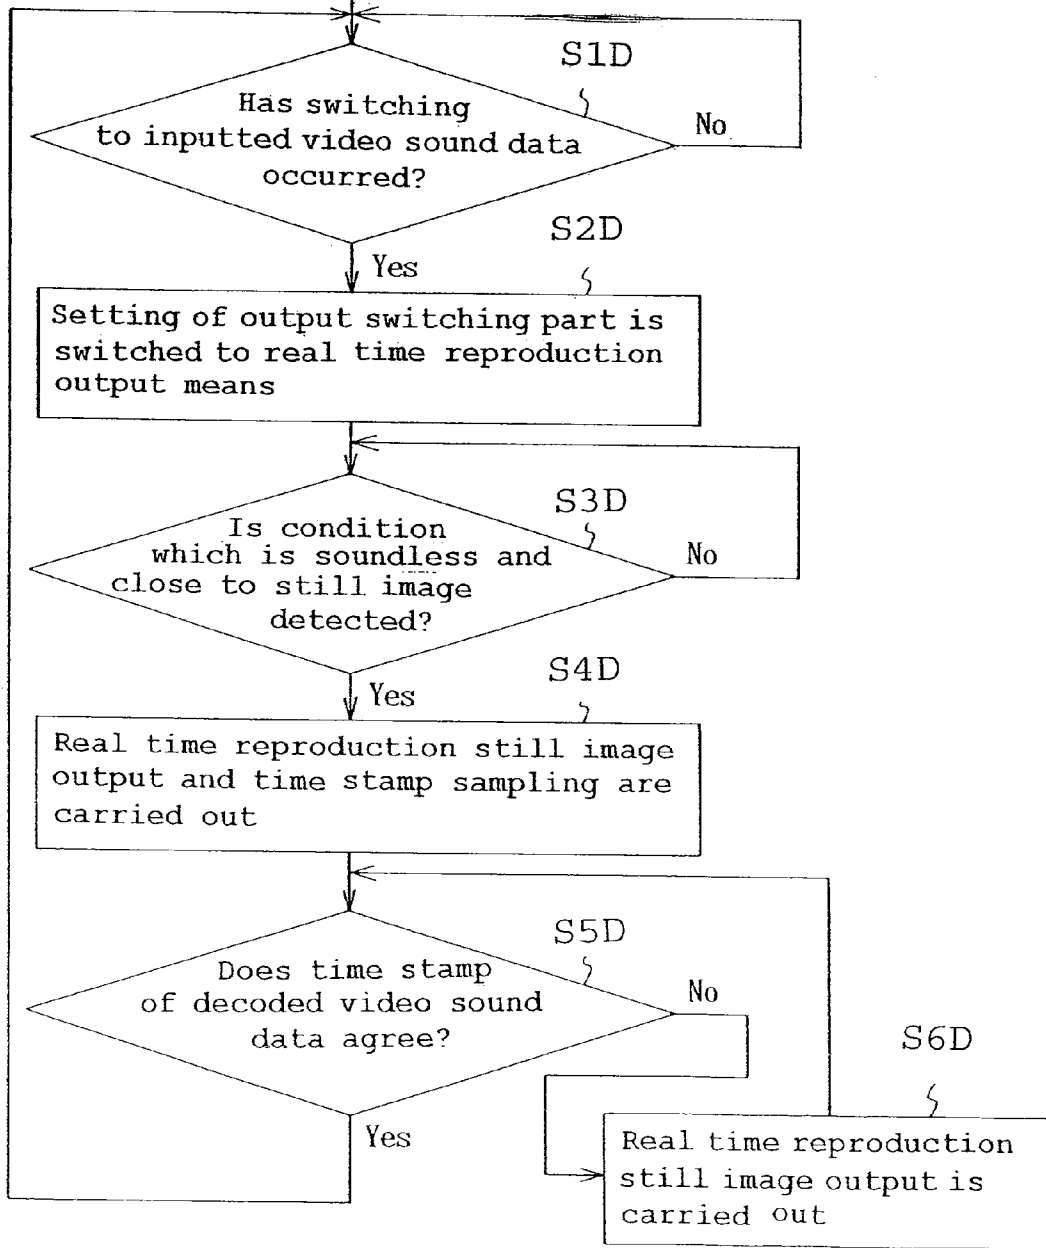 S1D
Has switching
to inputted video sound data
occurred?
No
S2D
Yes
Setting of output switching part is
switched to real time reproduction
output means
S3D
Is condition
which is soundless and
close to still image
detected?
No
S4D
Yes
Real time reproduction still image
output and time stamp sampling are
carried out
S5D
Does time stamp
of decoded video sound
data agree?
No
S6D
Yes
Real time reproduction
still image output is
carried out